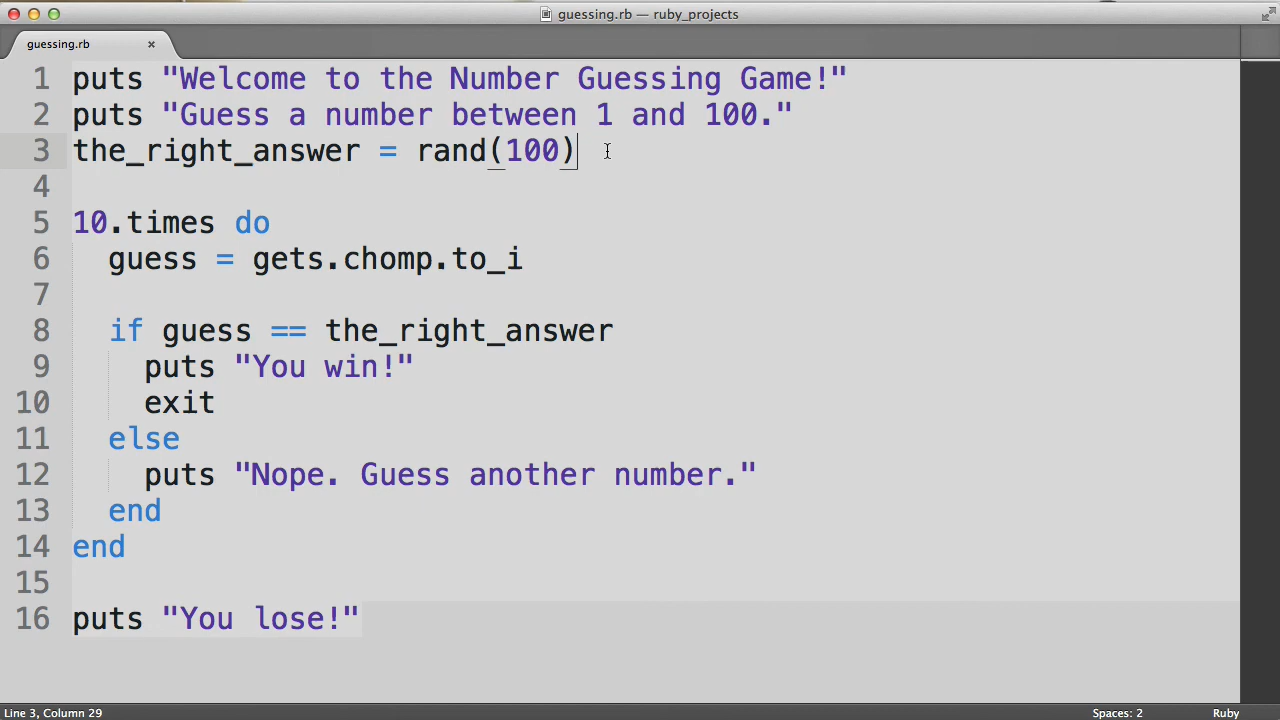 guessing.rb — ruby_projects
guessing.rb ×
1 puts "Welcome to the Number Guessing Game!"
2 puts "Guess a number between 1 and 100."
3 the_right_answer = rand(100)
4
5 10.times do
6   guess = gets.chomp.to_i
7
8   if guess == the_right_answer
9     puts "You win!"
10     exit
11   else
12     puts "Nope. Guess another number."
13   end
14 end
15
16 puts "You lose!"
Line 3, Column 29 Spaces: 2 Ruby